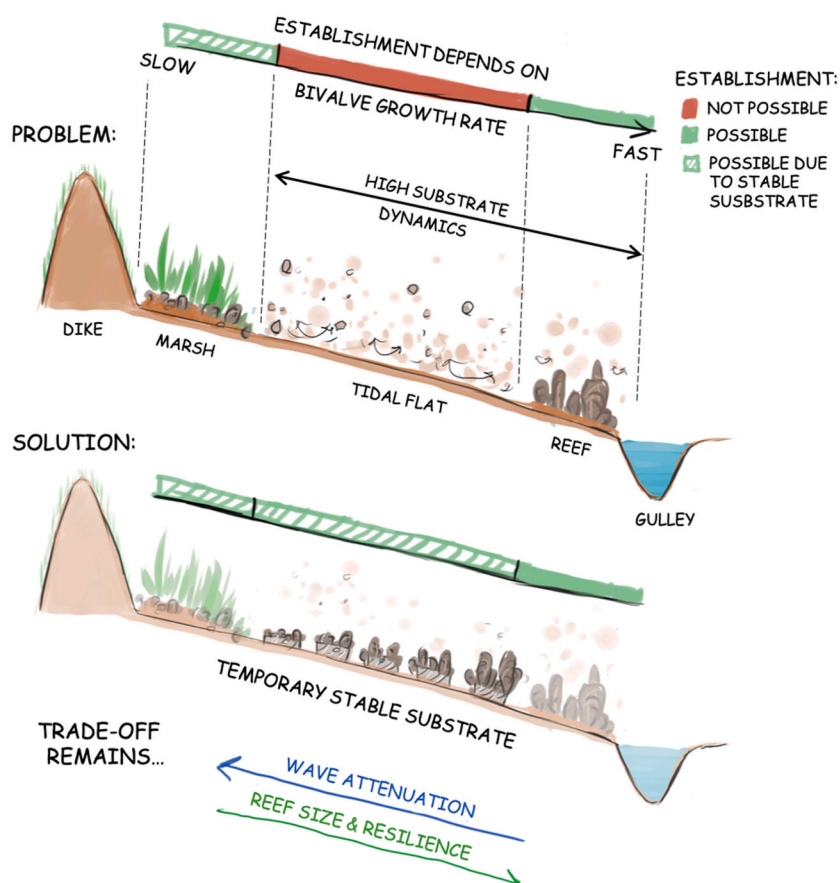 ESTABLISHMENT DEPENDS ON
SLOW
BIVALVE GROWTH RATE
FAST
ESTABLISHMENT:
NOT POSSIBLE
POSSIBLE
POSSIBLE DUE
TO STABLE
SUSBSTRATE
PROBLEM:
HIGH SUBSTRATE
DYNAMICS
DIKE
MARSH
TIDAL FLAT
REEF
GULLEY
SOLUTION:
TEMPORARY STABLE SUBSTRATE
TRADE-OFF
REMAINS...
WAVE ATTENUATION
REEF SIZE & RESILIENCE